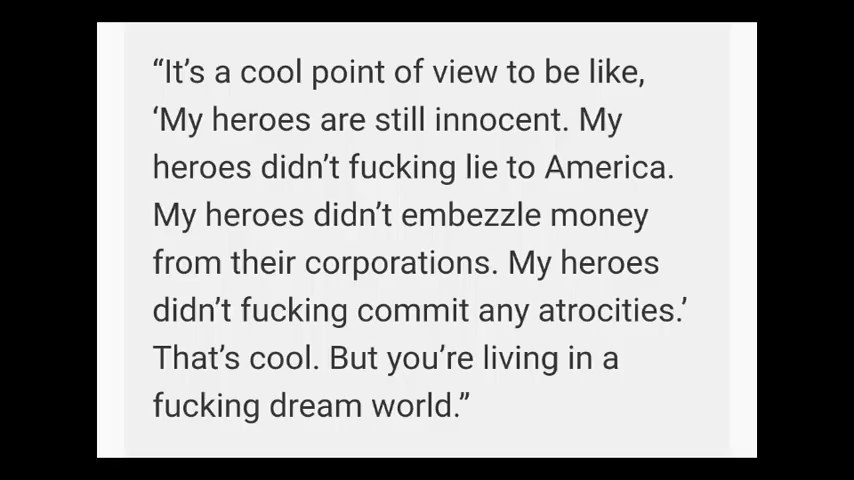 “It’s a cool point of view to be like,
‘My heroes are still innocent. My
heroes didn’t fucking lie to America.
My heroes didn’t embezzle money
from their corporations. My heroes
didn’t fucking commit any atrocities.’
That’s cool. But you’re living in a
fucking dream world.”